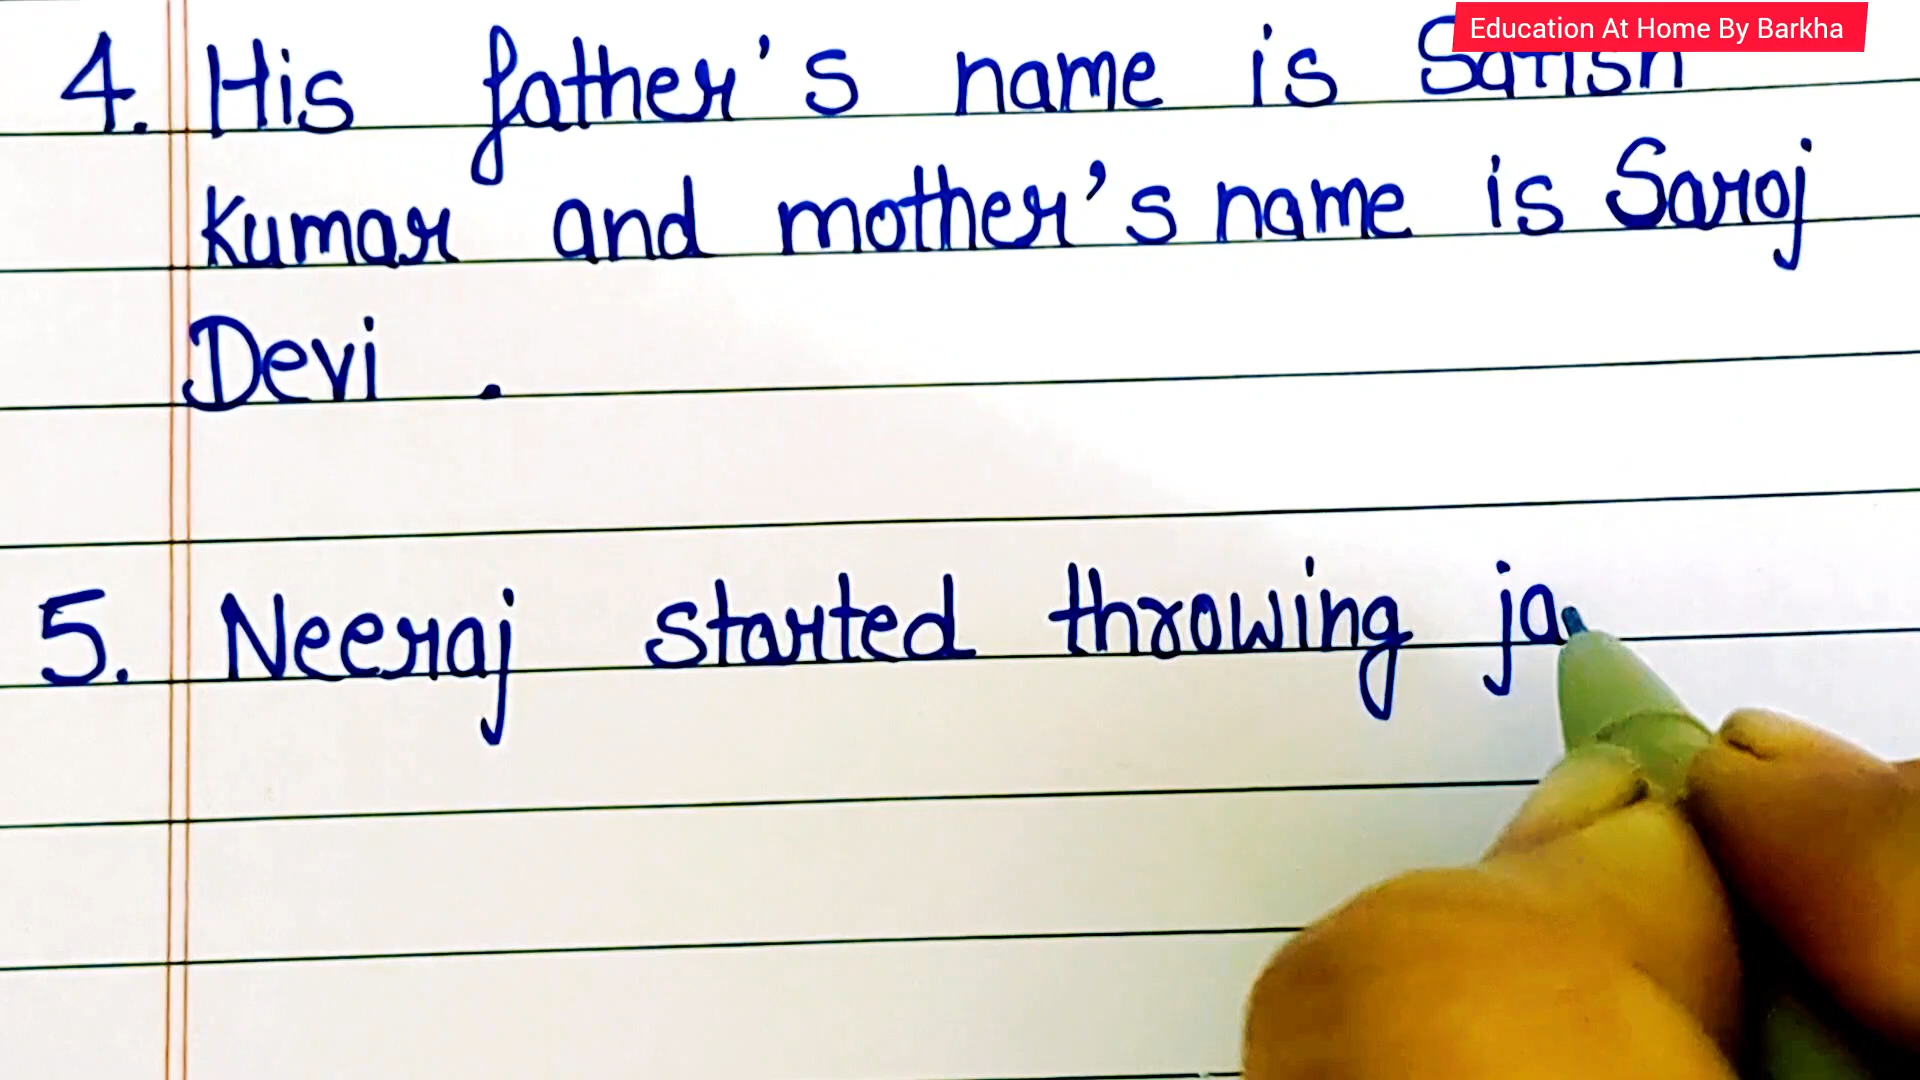 Education At Home By Barkha
4. His father's name is Satish
Kumar and mother's name is Saroj
Devi .
5. Neeraj started throwing ja